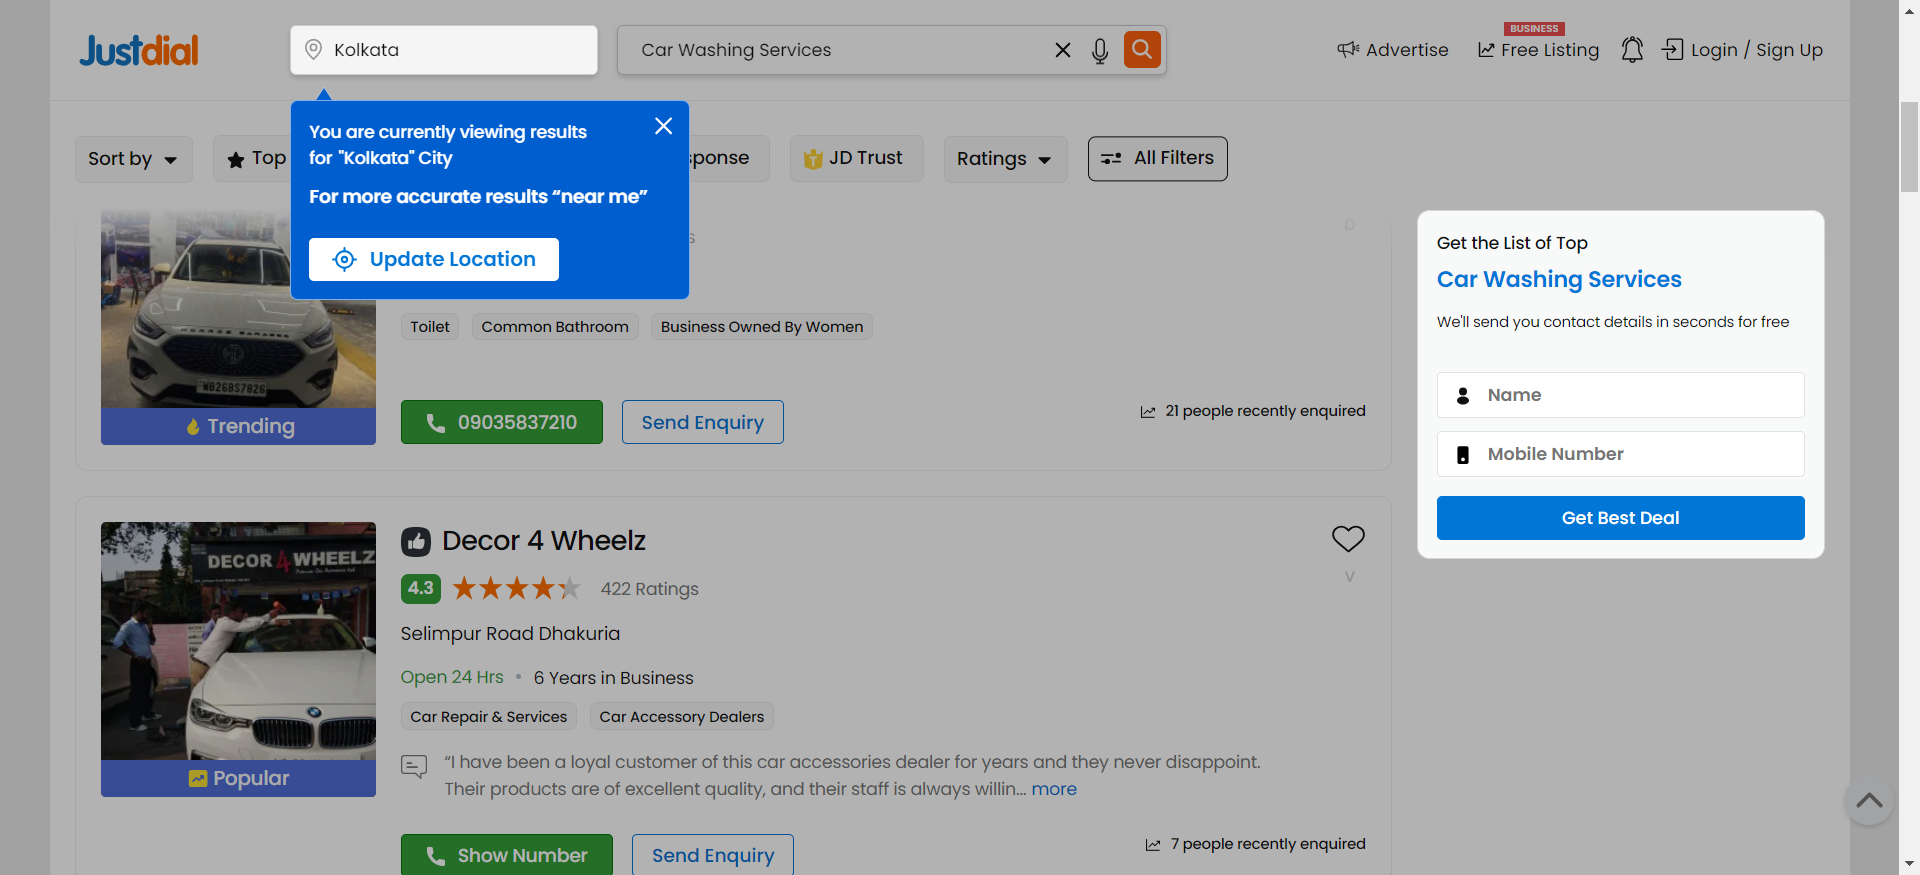 Justdial
Kolkata
Car Washing Services
Advertise
BUSINESS
Free Listing
Login / Sign Up
You are currently viewing results
for "Kolkata" City
For more accurate results “near me”
Update Location
Sort by
Top
sponse
JD Trust
Ratings
All Filters
s
D
Toilet
Common Bathroom
Business Owned By Women
WB26BS7826
Trending
09035837210
Send Enquiry
21 people recently enquired
Get the List of Top
Car Washing Services
We'll send you contact details in seconds for free
Name
Mobile Number
Get Best Deal
DECOR 4 WHEELZ
Popular
Decor 4 Wheelz
4.3
422 Ratings
V
Selimpur Road Dhakuria
Open 24 Hrs • 6 Years in Business
Car Repair & Services
Car Accessory Dealers
“I have been a loyal customer of this car accessories dealer for years and they never disappoint.
Their products are of excellent quality, and their staff is always willin... more
Show Number
Send Enquiry
7 people recently enquired